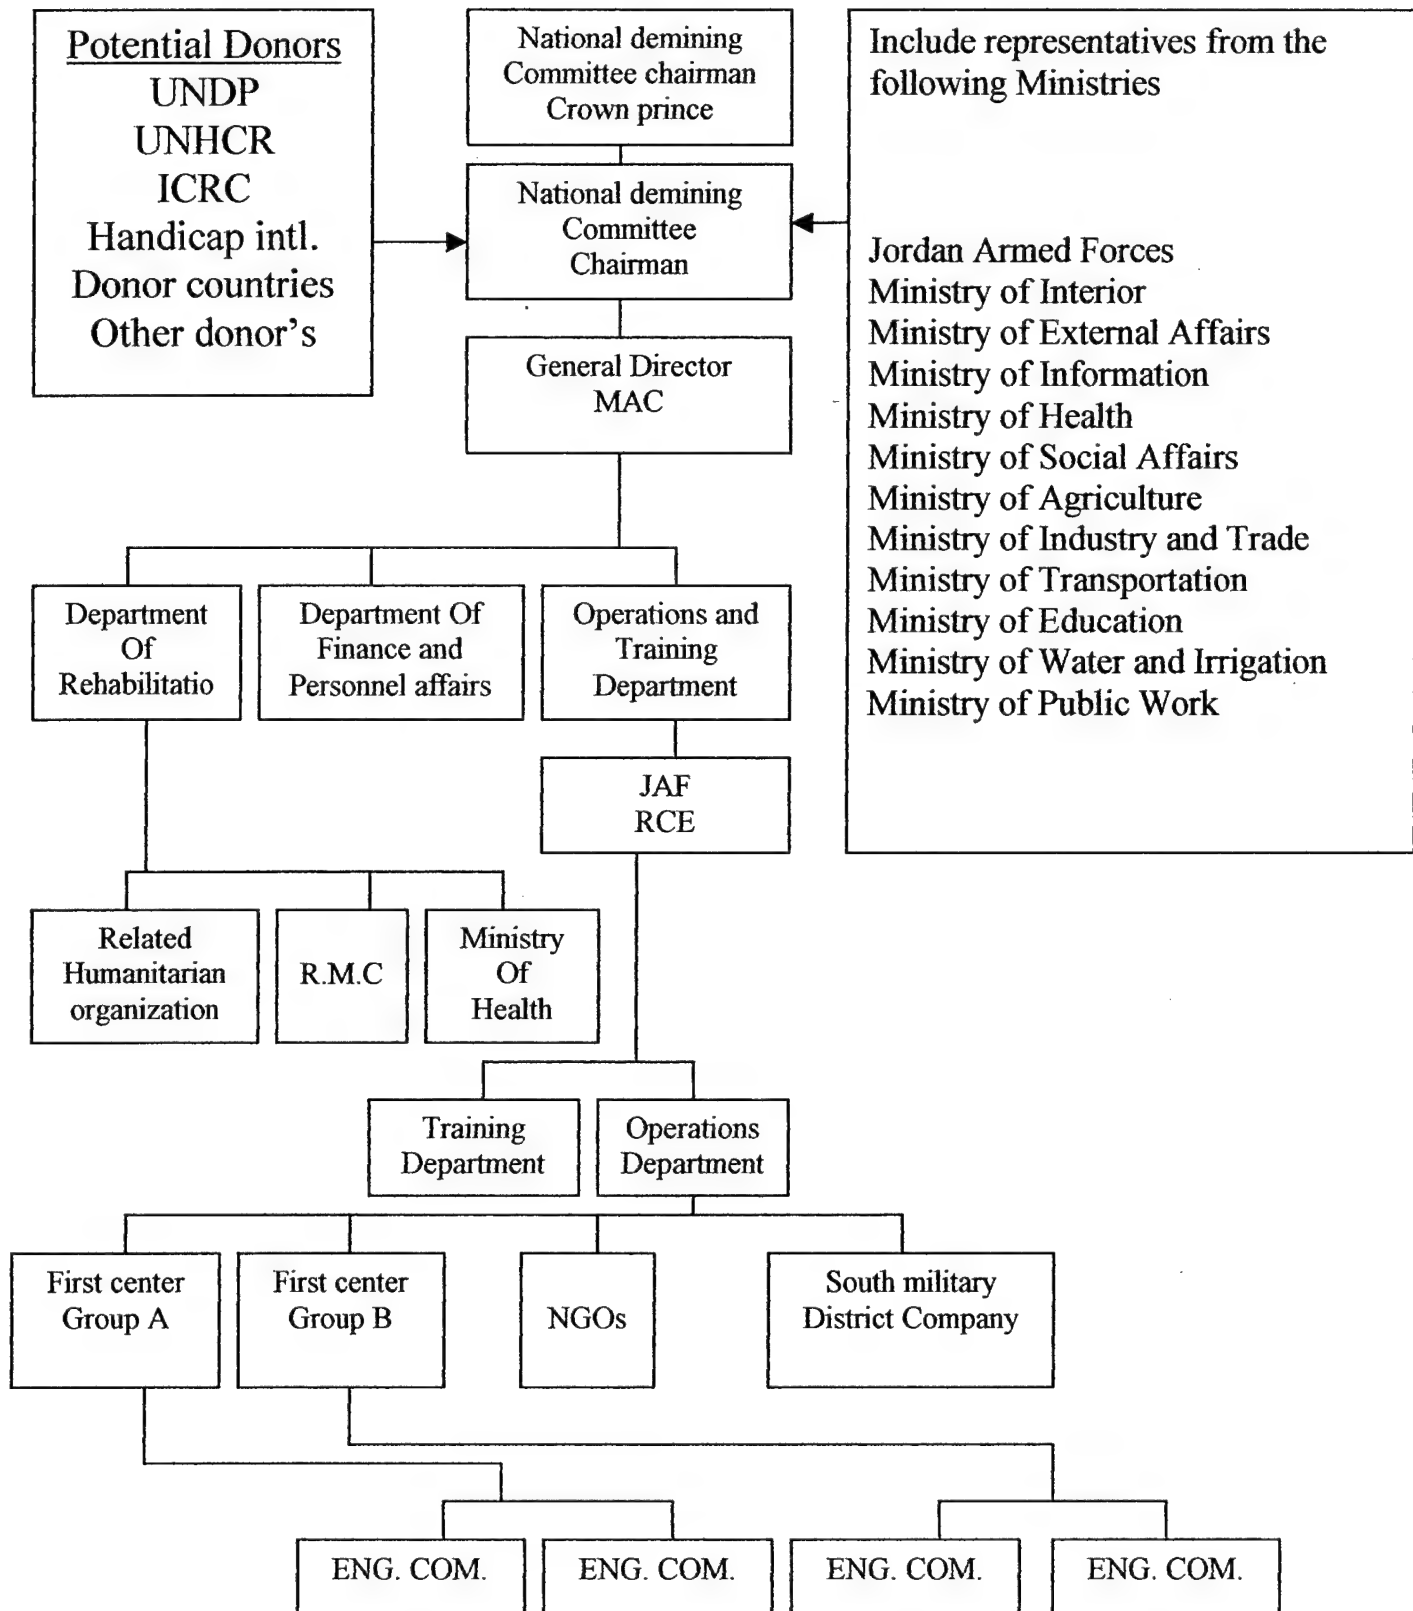 Potential Donors
UNDP
UNHCR
ICRC
Handicap intl.
Donor countries
Other donor's
National demining
Committee chairman
Crown prince
National demining
Committee
Chairman
General Director
MAC
Include representatives from the
following Ministries
Jordan Armed Forces
Ministry of Interior
Ministry of External Affairs
Ministry of Information
Ministry of Health
Ministry of Social Affairs
Ministry of Agriculture
Ministry of Industry and Trade
Ministry of Transportation
Ministry of Education
Ministry of Water and Irrigation
Ministry of Public Work
Department
Of
Rehabilitatio
Department Of
Finance and
Personnel affairs
Operations and
Training
Department
JAF
RCE
Related
Humanitarian
organization
R.M.C
Ministry
Of
Health
Training
Department
Operations
Department
First center
Group A
First center
Group B
NGOs
South military
District Company
ENG. COM.
ENG. COM.
ENG. COM.
ENG. COM.